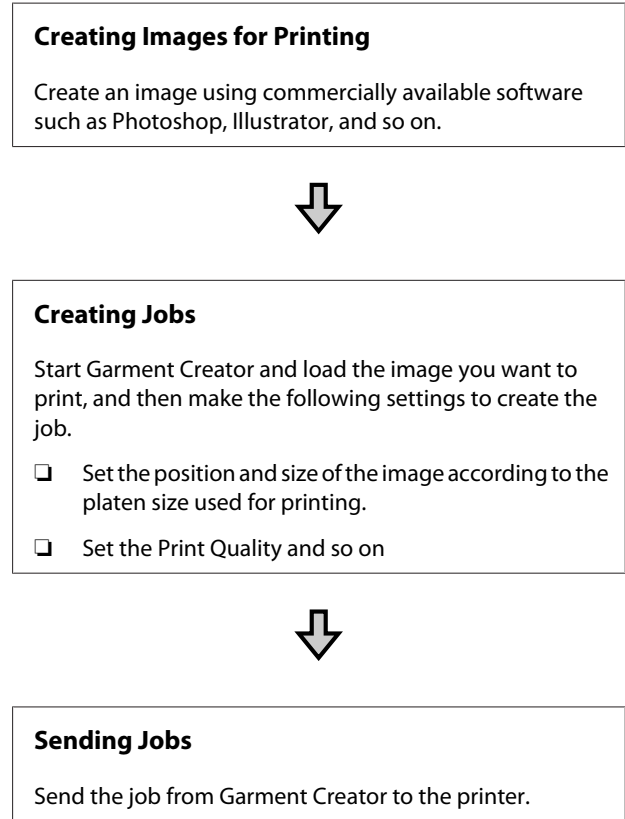 Creating Images for Printing
Create an image using commercially available software
such as Photoshop, Illustrator, and so on.
Creating Jobs
Start Garment Creator and load the image you want to
print, and then make the following settings to create the
job.
❏ Set the position and size of the image according to the
platen size used for printing.
❏ Set the Print Quality and so on
Sending Jobs
Send the job from Garment Creator to the printer.